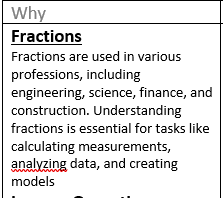 Why
Fractions
Fractions are used in various
professions, including
engineering, science, finance, and
construction. Understanding
fractions is essential for tasks like
calculating measurements,
analyzing data, and creating
models